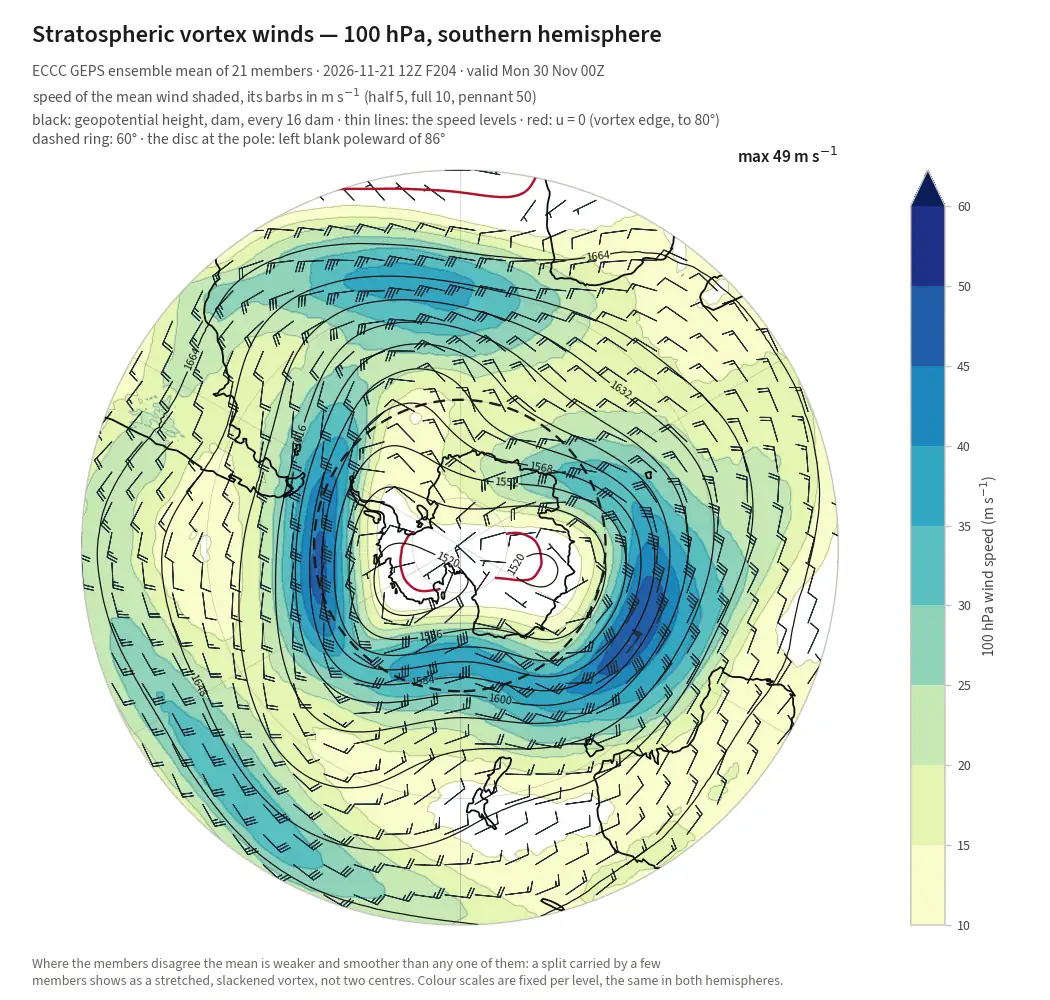 Stratospheric vortex winds — 100 hPa, southern hemisphere
ECCC GEPS ensemble mean of 21 members · 2026-11-21 12Z F204 · valid Mon 30 Nov 00Z
speed of the mean wind shaded, its barbs in m s⁻¹ (half 5, full 10, pennant 50)
black: geopotential height, dam, every 16 dam · thin lines: the speed levels · red: u = 0 (vortex edge, to 80°)
dashed ring: 60° · the disc at the pole: left blank poleward of 86°
max 49 m s⁻¹
60
50
45
40
35
30
25
20
15
10
100 hPa wind speed (m s⁻¹)
1664
1664
1632
1568
1520
1520
1584
1600
1648
Where the members disagree the mean is weaker and smoother than any one of them: a split carried by a few
members shows as a stretched, slackened vortex, not two centres. Colour scales are fixed per level, the same in both hemispheres.